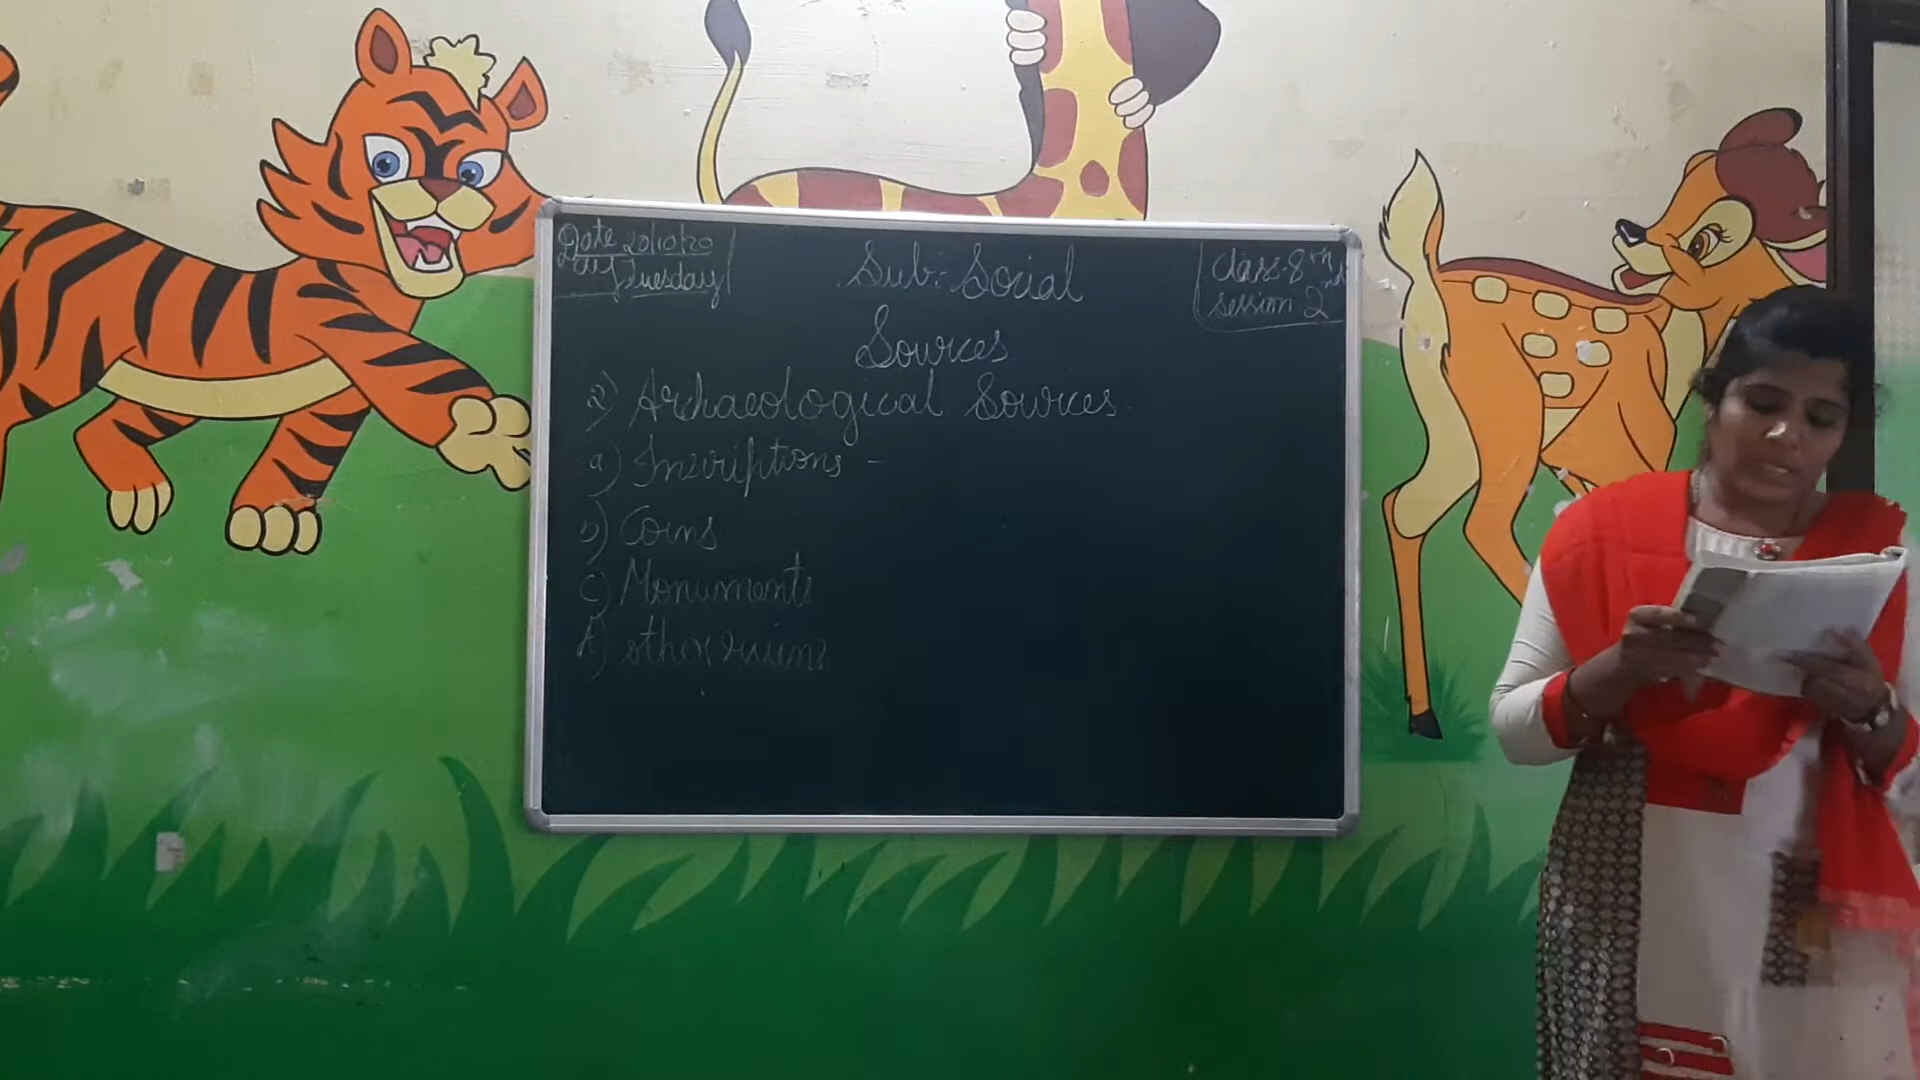 Date 20/10/20
Day Tuesday
Sub:- Social
Class-8th
Session-2
Sources
2) Archaeological Sources
a) Inscriptions -
b) Coins
c) Monuments
d) other ruins